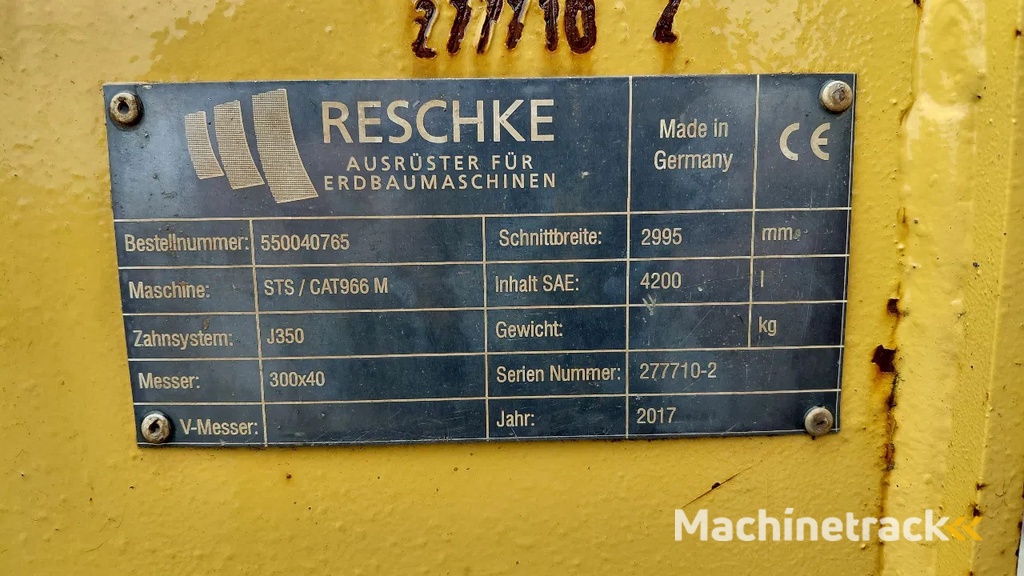 277710 2
RESCHKE
AUSRÜSTER FÜR
ERDBAUMASCHINEN
Made in
Germany
CE
Bestellnummer: 550040765 Schnittbreite: 2995 mm
Maschine: STS / CAT966 M Inhalt SAE: 4200 l
Zahnsystem: J350 Gewicht: kg
Messer: 300x40 Serien Nummer: 277710-2
V-Messer: Jahr: 2017
Machinetrack